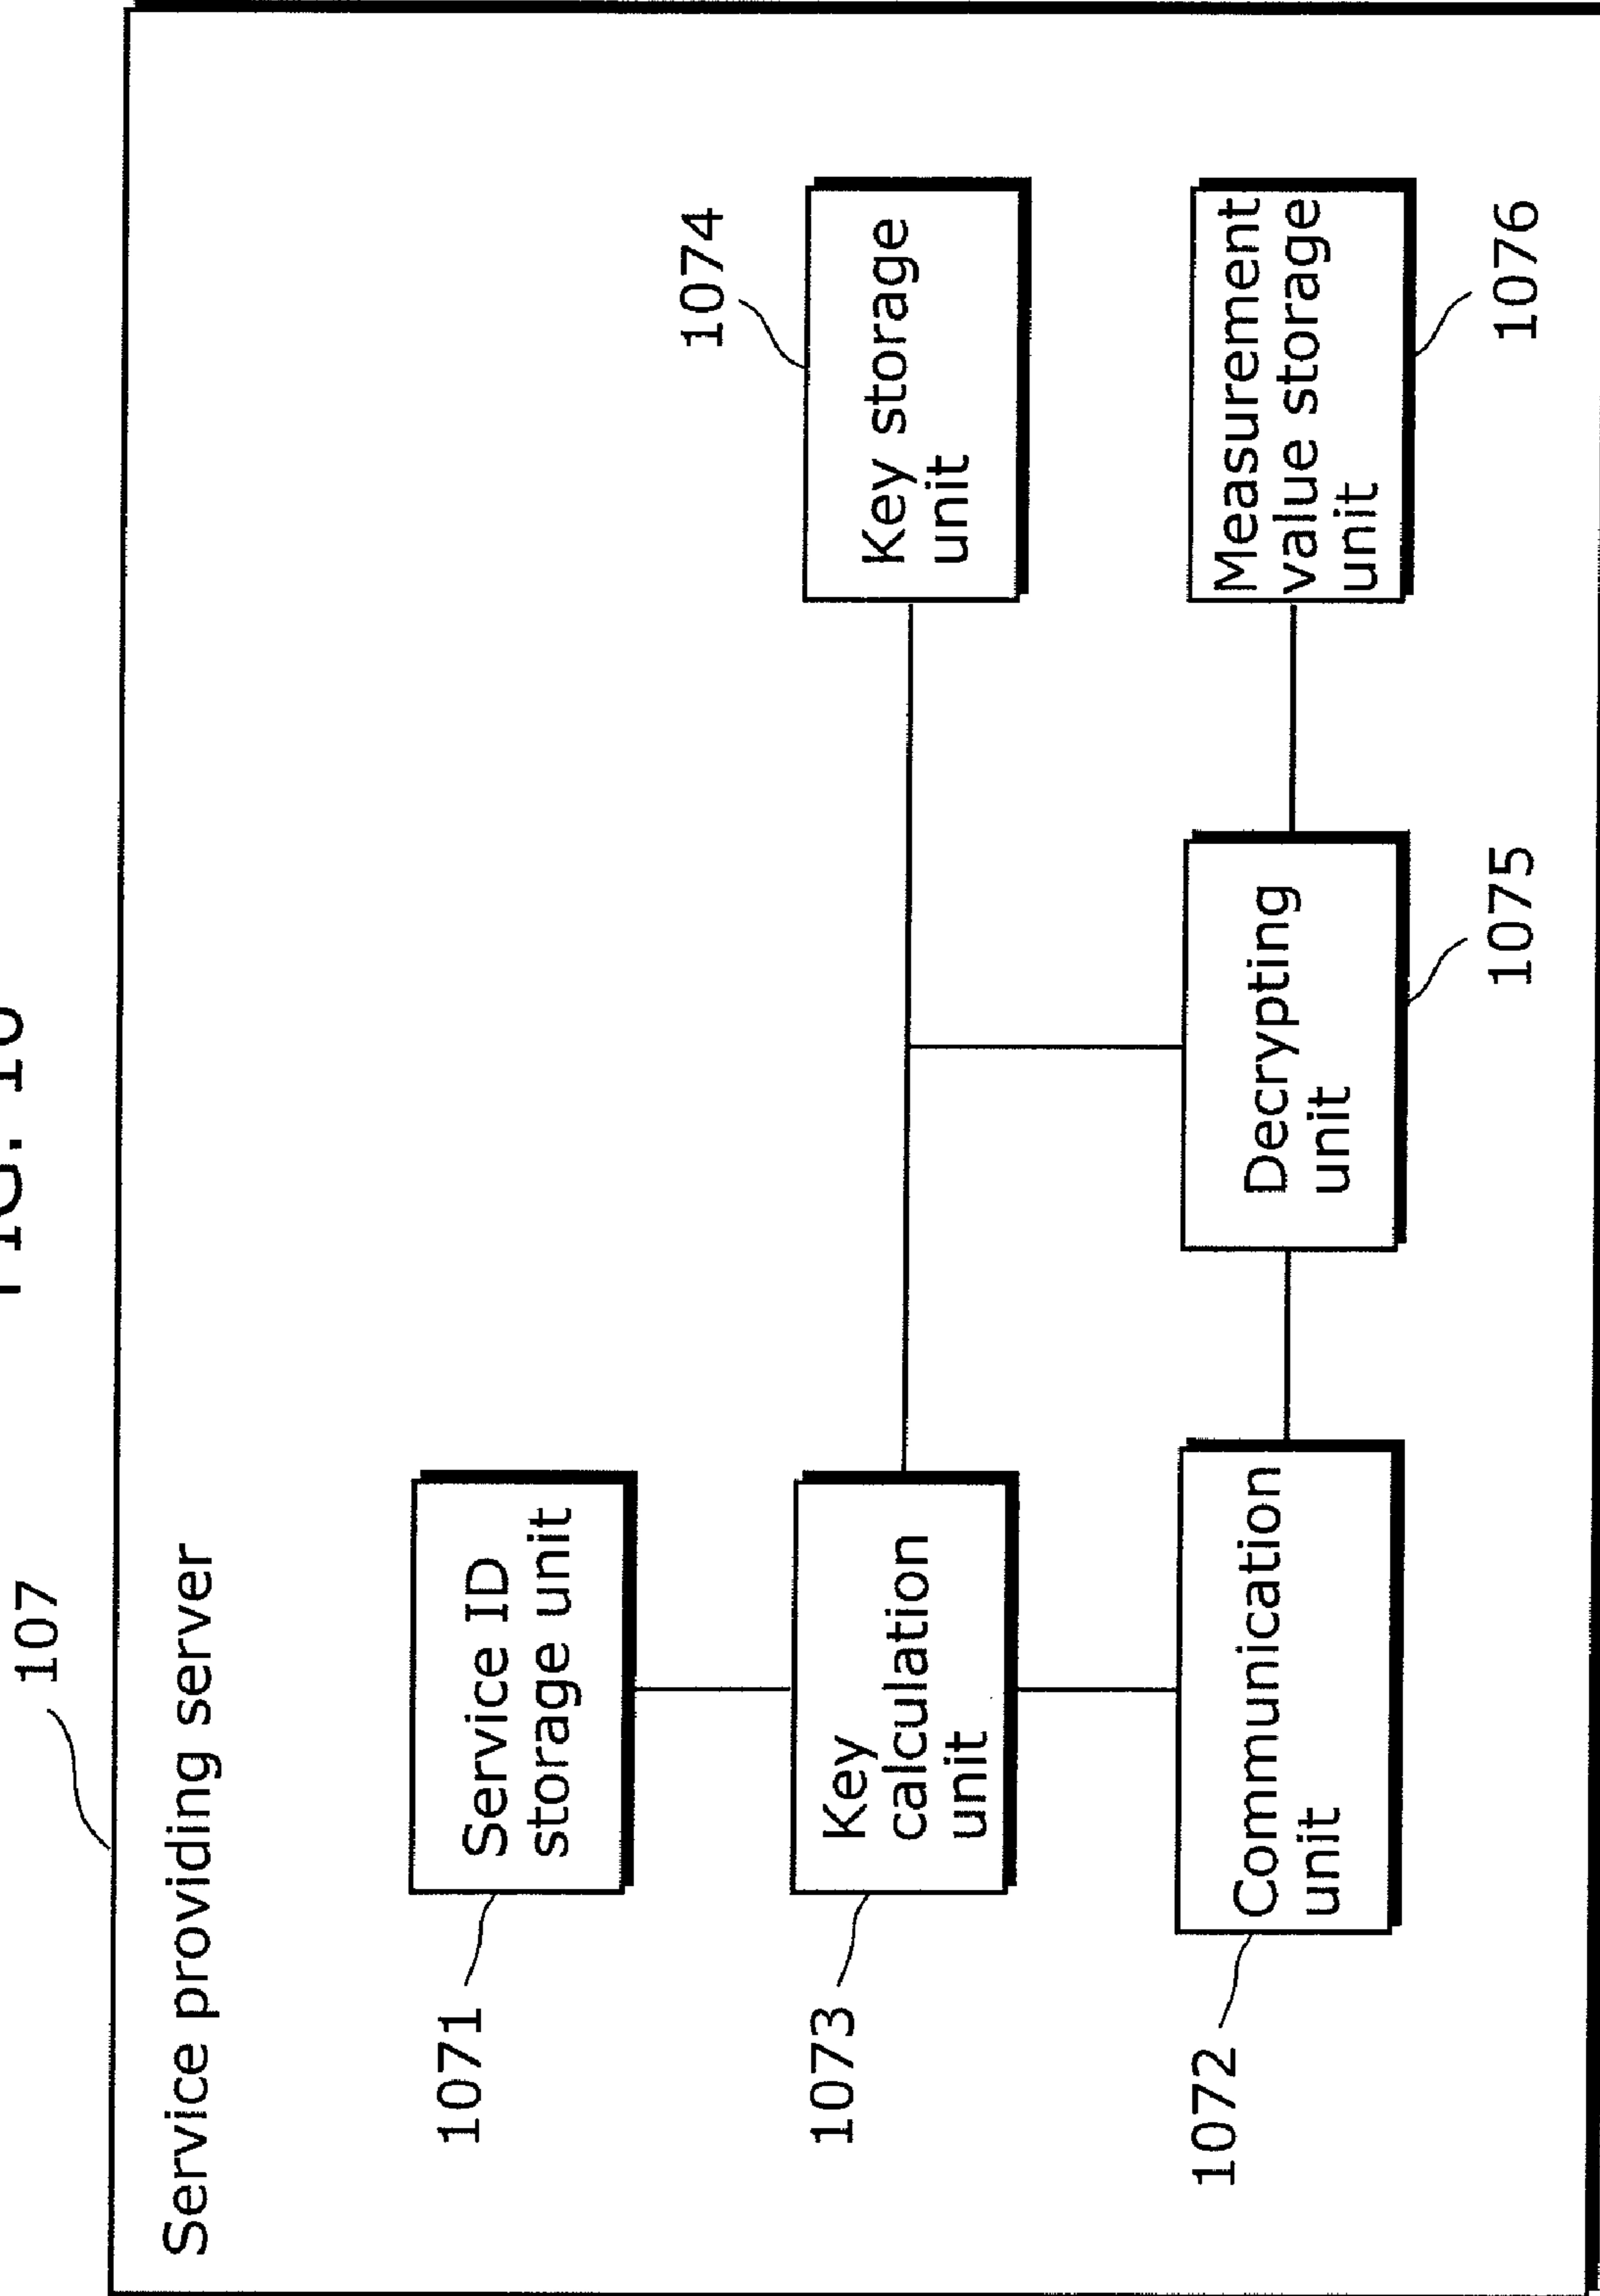 FIG.
107
Service providing server
1071
Service ID
storage unit
1074
1073
Key
calculation
unit
Key storage
unit
1072
Communication
unit
Decrypting
unit
Measurement
value storage
unit
1075
1076